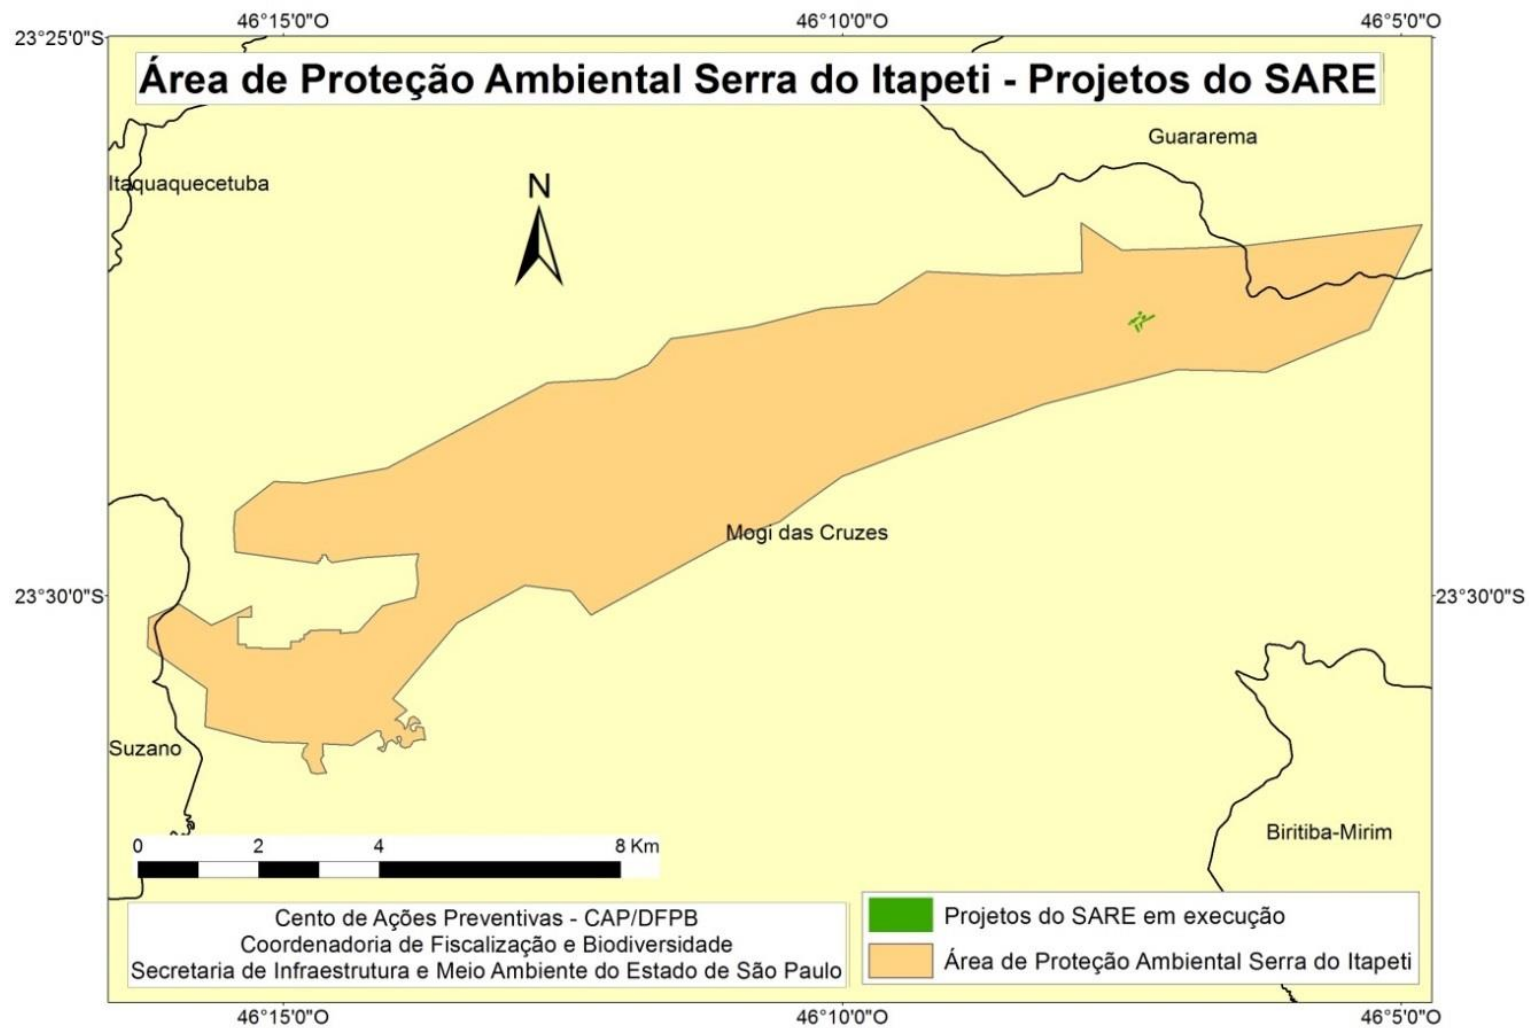 46°15'0"O 46°10'0"O 46°5'0"O
23°25'0"S
Área de Proteção Ambiental Serra do Itapeti - Projetos do SARE
Guararema
Itaquaquecetuba
N
Mogi das Cruzes
23°30'0"S 23°30'0"S
Suzano
Biritiba-Mirim
0 2 4 8 Km
Cento de Ações Preventivas - CAP/DFPB
Coordenadoria de Fiscalização e Biodiversidade
Secretaria de Infraestrutura e Meio Ambiente do Estado de São Paulo
Projetos do SARE em execução
Área de Proteção Ambiental Serra do Itapeti
46°15'0"O 46°10'0"O 46°5'0"O